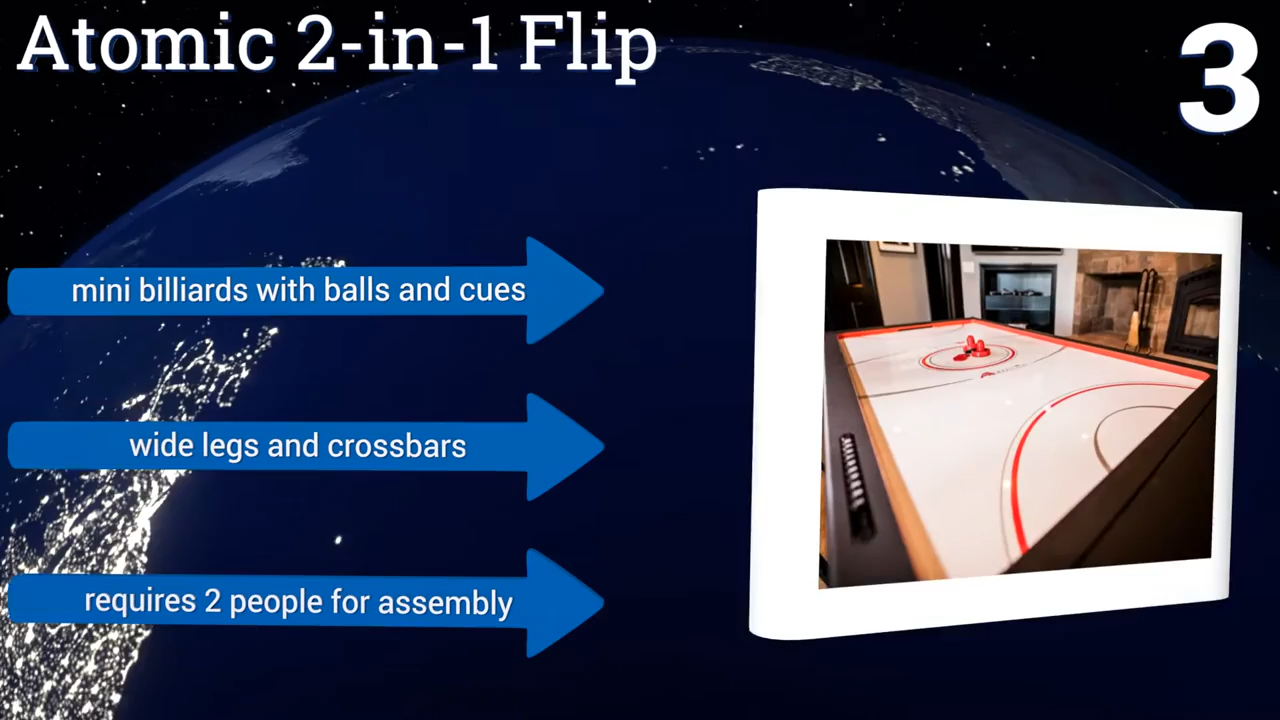 Atomic 2-in-1 Flip
3
mini billiards with balls and cues
wide legs and crossbars
requires 2 people for assembly